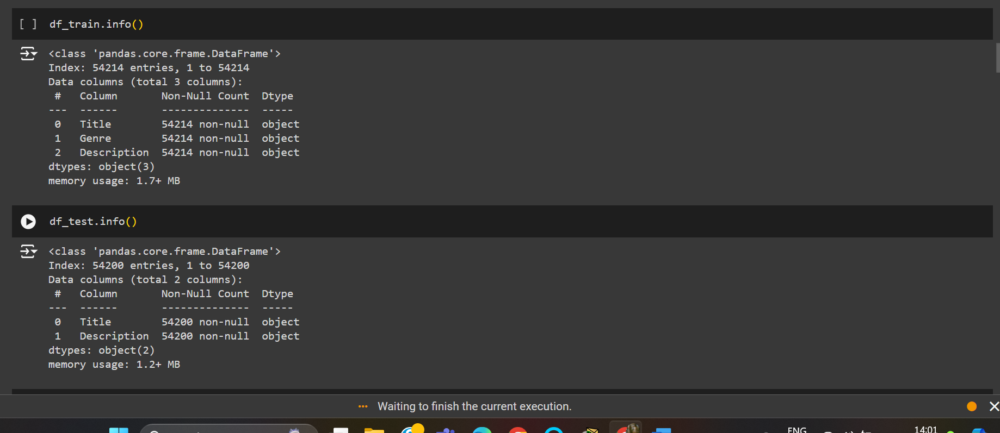 [ ] df_train.info()
<class 'pandas.core.frame.DataFrame'>
Index: 54214 entries, 1 to 54214
Data columns (total 3 columns):
 #   Column       Non-Null Count  Dtype
---  ------       --------------  -----
 0   Title        54214 non-null  object
 1   Genre        54214 non-null  object
 2   Description  54214 non-null  object
dtypes: object(3)
memory usage: 1.7+ MB
df_test.info()
<class 'pandas.core.frame.DataFrame'>
Index: 54200 entries, 1 to 54200
Data columns (total 2 columns):
 #   Column       Non-Null Count  Dtype
---  ------       --------------  -----
 0   Title        54200 non-null  object
 1   Description  54200 non-null  object
dtypes: object(2)
memory usage: 1.2+ MB
Waiting to finish the current execution.
ENG
14:01